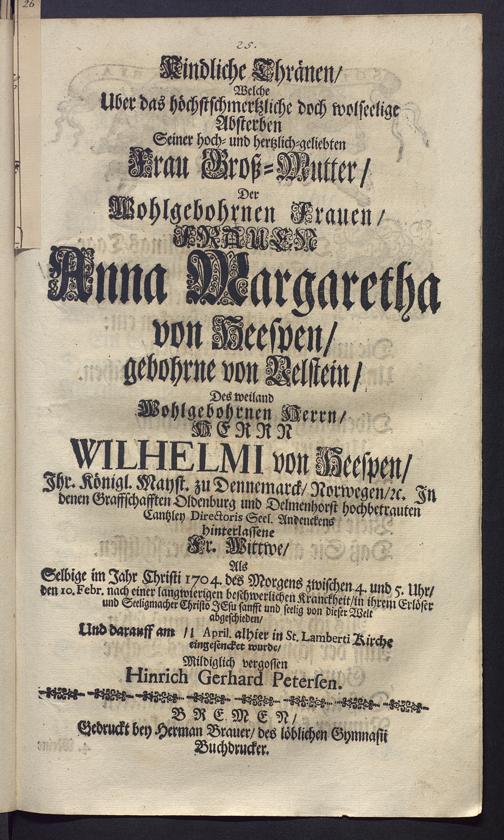 26
25.
Kindliche Thränen/
Welche
Uber das höchstschmertzliche doch wolseelige
Absterben
Seiner hoch- und hertzlich-geliebten
Frau Groß-Mutter/
Der
Wohlgebohrnen Frauen/
FRAUEN
Anna Margaretha
von Heespen/
gebohrne von Velstein/
Des weiland
Wohlgebohrnen Herrn/
HERRN
WILHELMI von Heespen/
Ihr. Königl. Mayst. zu Dennemarck/ Norwegen/ ꝛc. In
denen Graffschafften Oldenburg und Delmenhorst hochbetrauten
Cantzley Directoris Seel. Andenckens
hinterlassene
Fr. Wittwe/
Als
Selbige im Jahr Christi 1704. des Morgens zwischen 4. und 5. Uhr/
den 10. Febr. nach einer langwierigen beschwerlichen Kranckheit/ in ihrem Erlöser
und Seeligmacher Christo JEsu sanfft und seelig von dieser Welt
abgeschieden/
Und darauff am 11 April. alhier in St. Lamberti Kirche
eingesencket wurde/
Mildiglich vergossen
Hinrich Gerhard Petersen.
BREMEN/
Gedruckt bey Herman Brauer/ des löblichen Gymnasii
Buchdrucker.